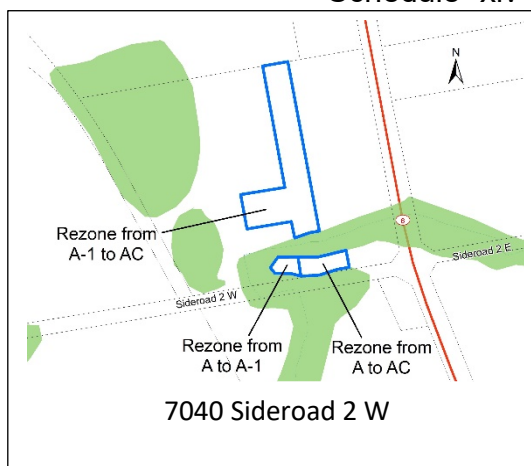 N
6
Rezone from
A-1 to AC
Sideroad 2 E
Sideroad 2 W
Rezone from
A to A-1
Rezone from
A to AC
7040 Sideroad 2 W